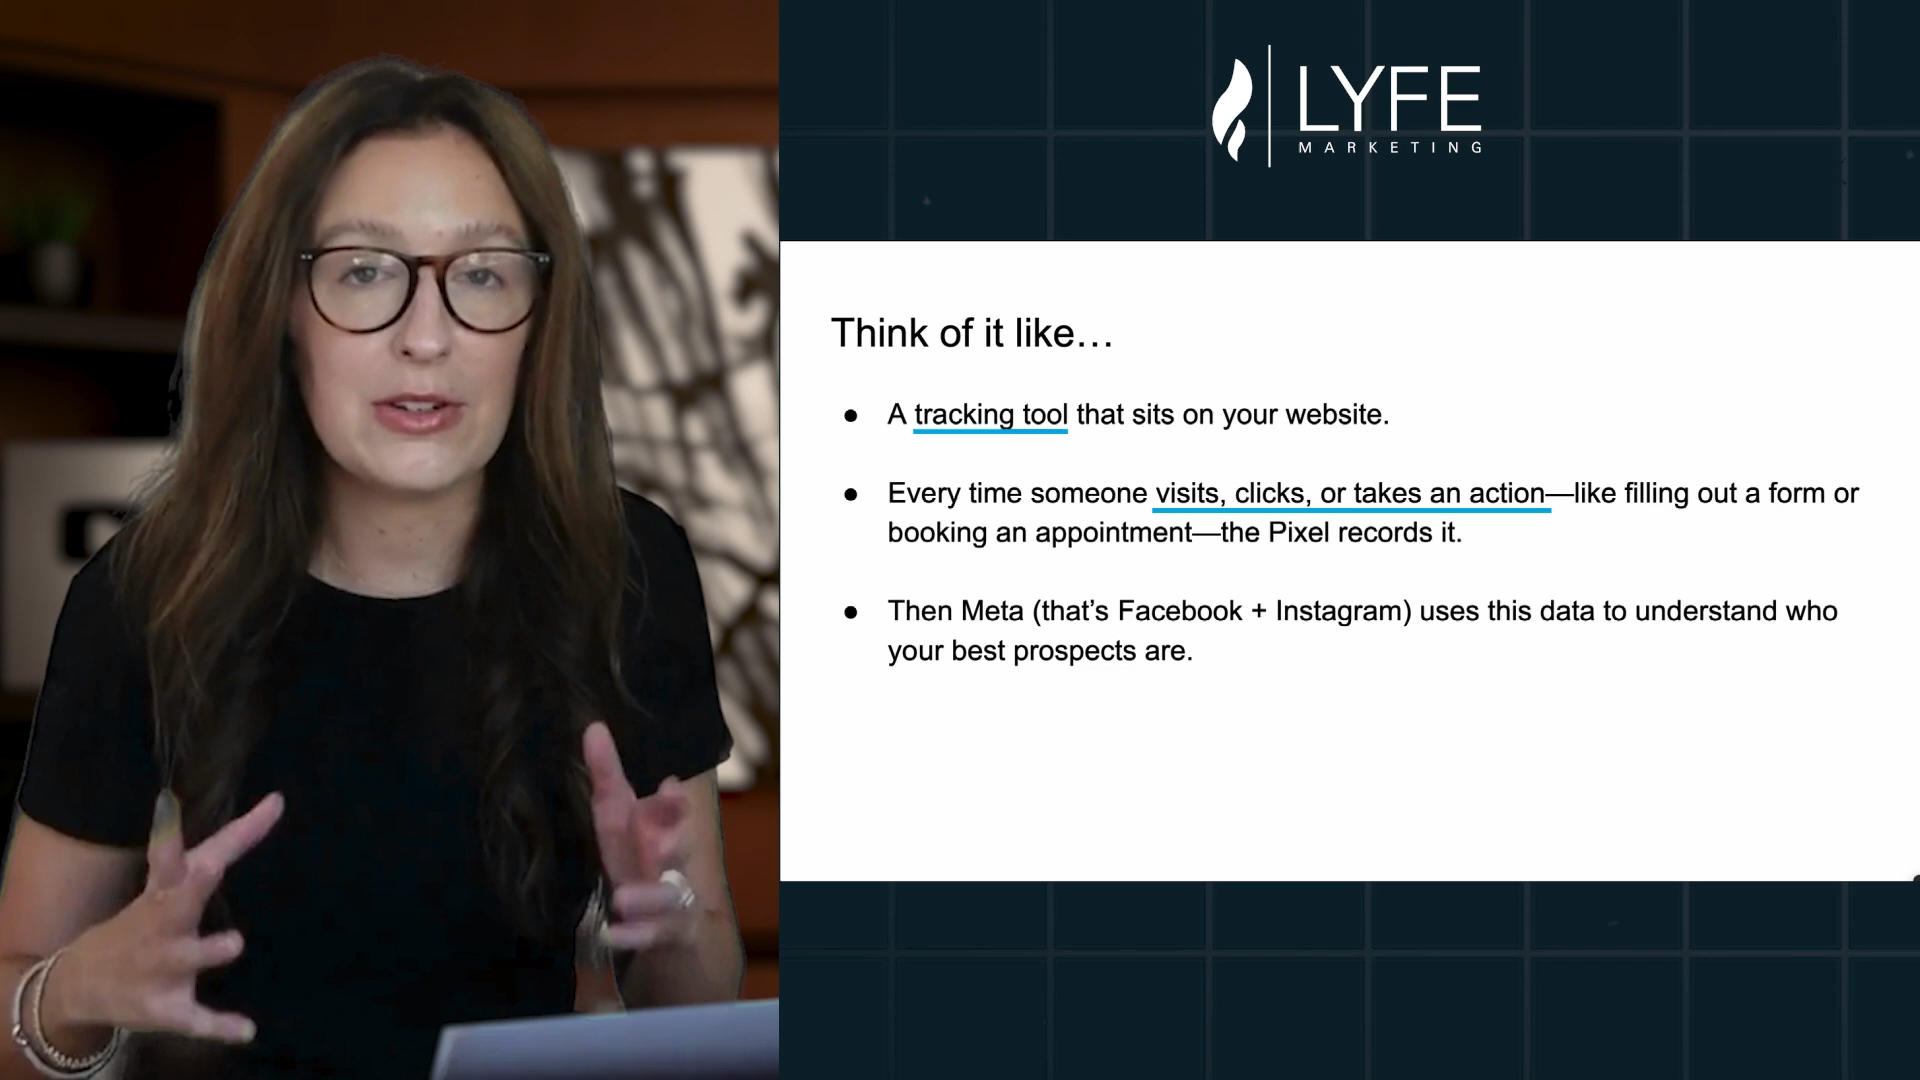 LYFE
MARKETING
Think of it like…
● A tracking tool that sits on your website.
● Every time someone visits, clicks, or takes an action—like filling out a form or
booking an appointment—the Pixel records it.
● Then Meta (that’s Facebook + Instagram) uses this data to understand who
your best prospects are.